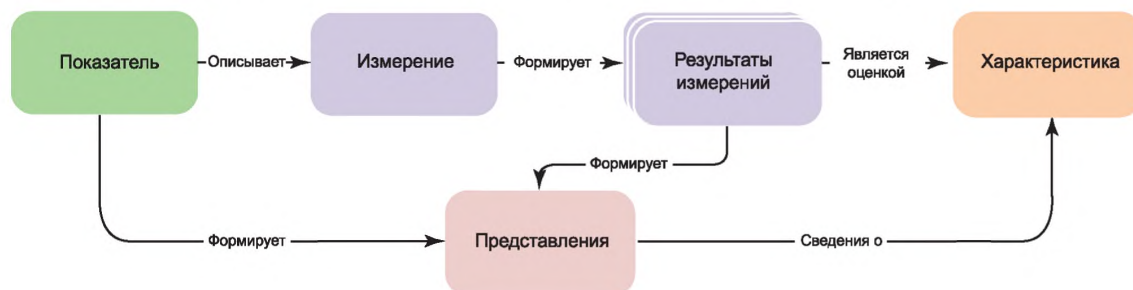 Показатель
Описывает
Измерение
Формирует
Результаты
измерений
Является
оценкой
Характеристика
Формирует
Формирует
Представления
Сведения о